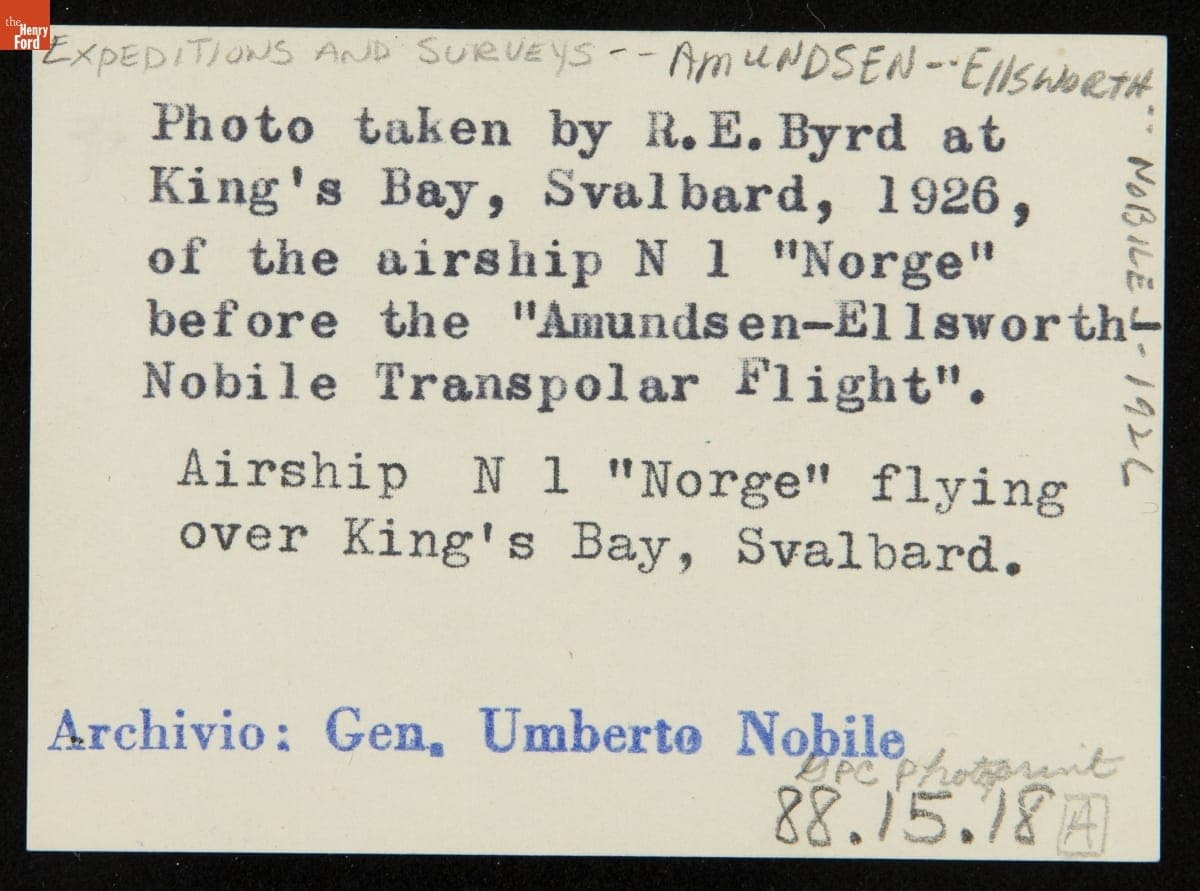 the
Henry
Ford
EXPEDITIONS AND SURVEYS -- AMUNDSEN -- EllSWORTH --
NOBILE - 1926
Photo taken by R.E. Byrd at
King's Bay, Svalbard, 1926,
of the airship N 1 "Norge"
before the "Amundsen-Ellsworth-
Nobile Transpolar Flight".
Airship N 1 "Norge" flying
over King's Bay, Svalbard.
Archivio: Gen. Umberto Nobile
GPC photoprint
88.15.18 A